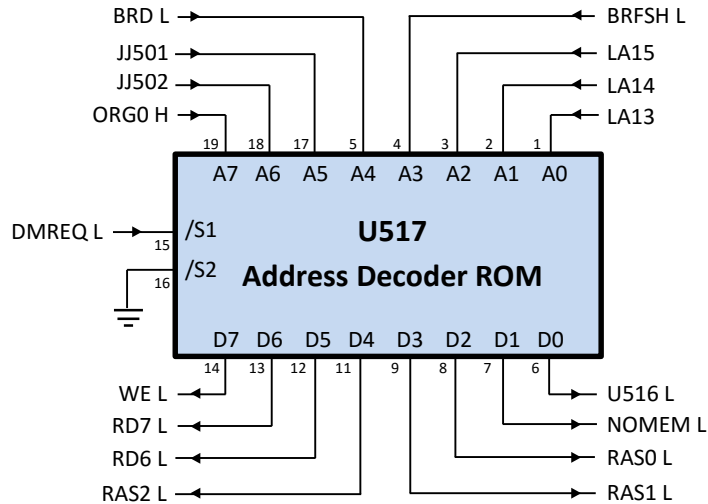 BRD L
BRFSH L
JJ501
LA15
JJ502
LA14
ORG0 H
LA13
19 18 17 5 4 3 2 1
A7 A6 A5 A4 A3 A2 A1 A0
DMREQ L
15
/S1
U517
16
/S2
Address Decoder ROM
D7 D6 D5 D4 D3 D2 D1 D0
14 13 12 11 9 8 7 6
WE L
U516 L
RD7 L
NOMEM L
RD6 L
RAS0 L
RAS2 L
RAS1 L